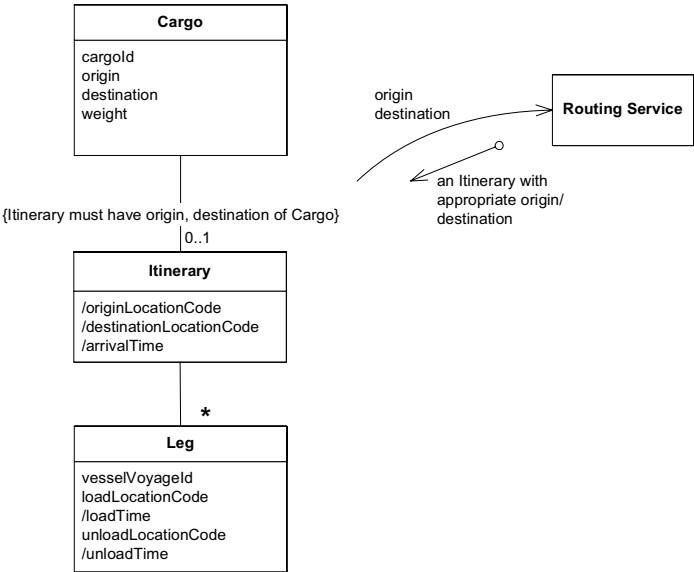 Cargo
cargoId
origin
destination
weight
origin
destination
Routing Service
an Itinerary with
appropriate origin/
destination
{Itinerary must have origin, destination of Cargo}
0..1
Itinerary
/originLocationCode
/destinationLocationCode
/arrivalTime
*
Leg
vesselVoyageId
loadLocationCode
/loadTime
unloadLocationCode
/unloadTime